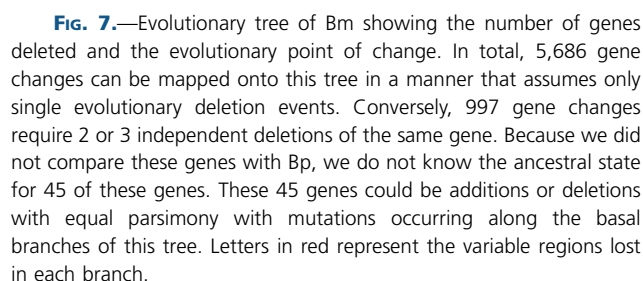 FIG. 7.—Evolutionary tree of Bm showing the number of genes
deleted and the evolutionary point of change. In total, 5,686 gene
changes can be mapped onto this tree in a manner that assumes only
single evolutionary deletion events. Conversely, 997 gene changes
require 2 or 3 independent deletions of the same gene. Because we did
not compare these genes with Bp, we do not know the ancestral state
for 45 of these genes. These 45 genes could be additions or deletions
with equal parsimony with mutations occurring along the basal
branches of this tree. Letters in red represent the variable regions lost
in each branch.